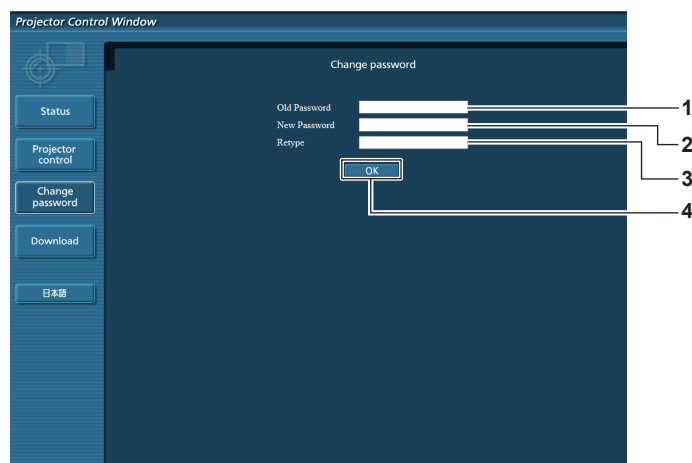 Projector Control Window
Change password
Status
Projector
control
Change
password
Download
日本語
Old Password
New Password
Retype
OK
1
2
3
4